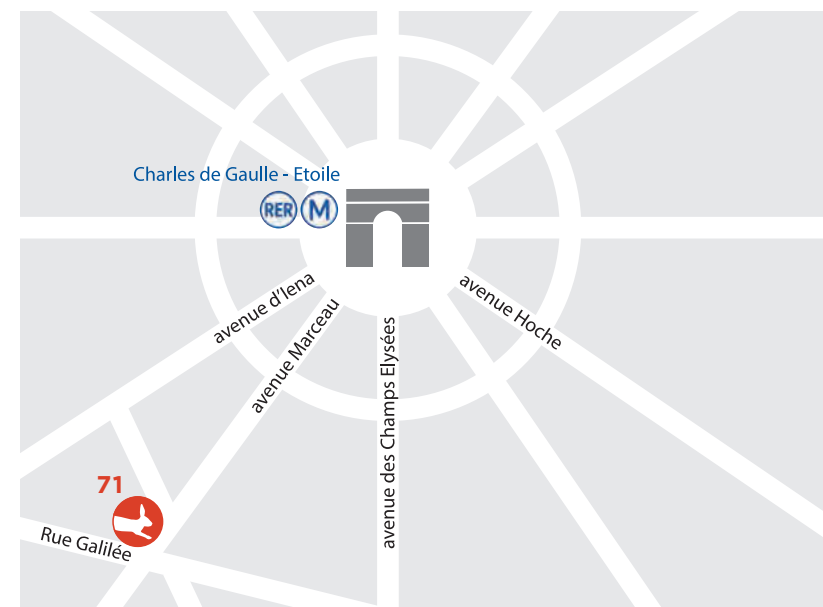 Charles de Gaulle - Etoile
RER M
avenue d'Iena
avenue Marceau
avenue des Champs Elysées
avenue Hoche
71
Rue Galilée